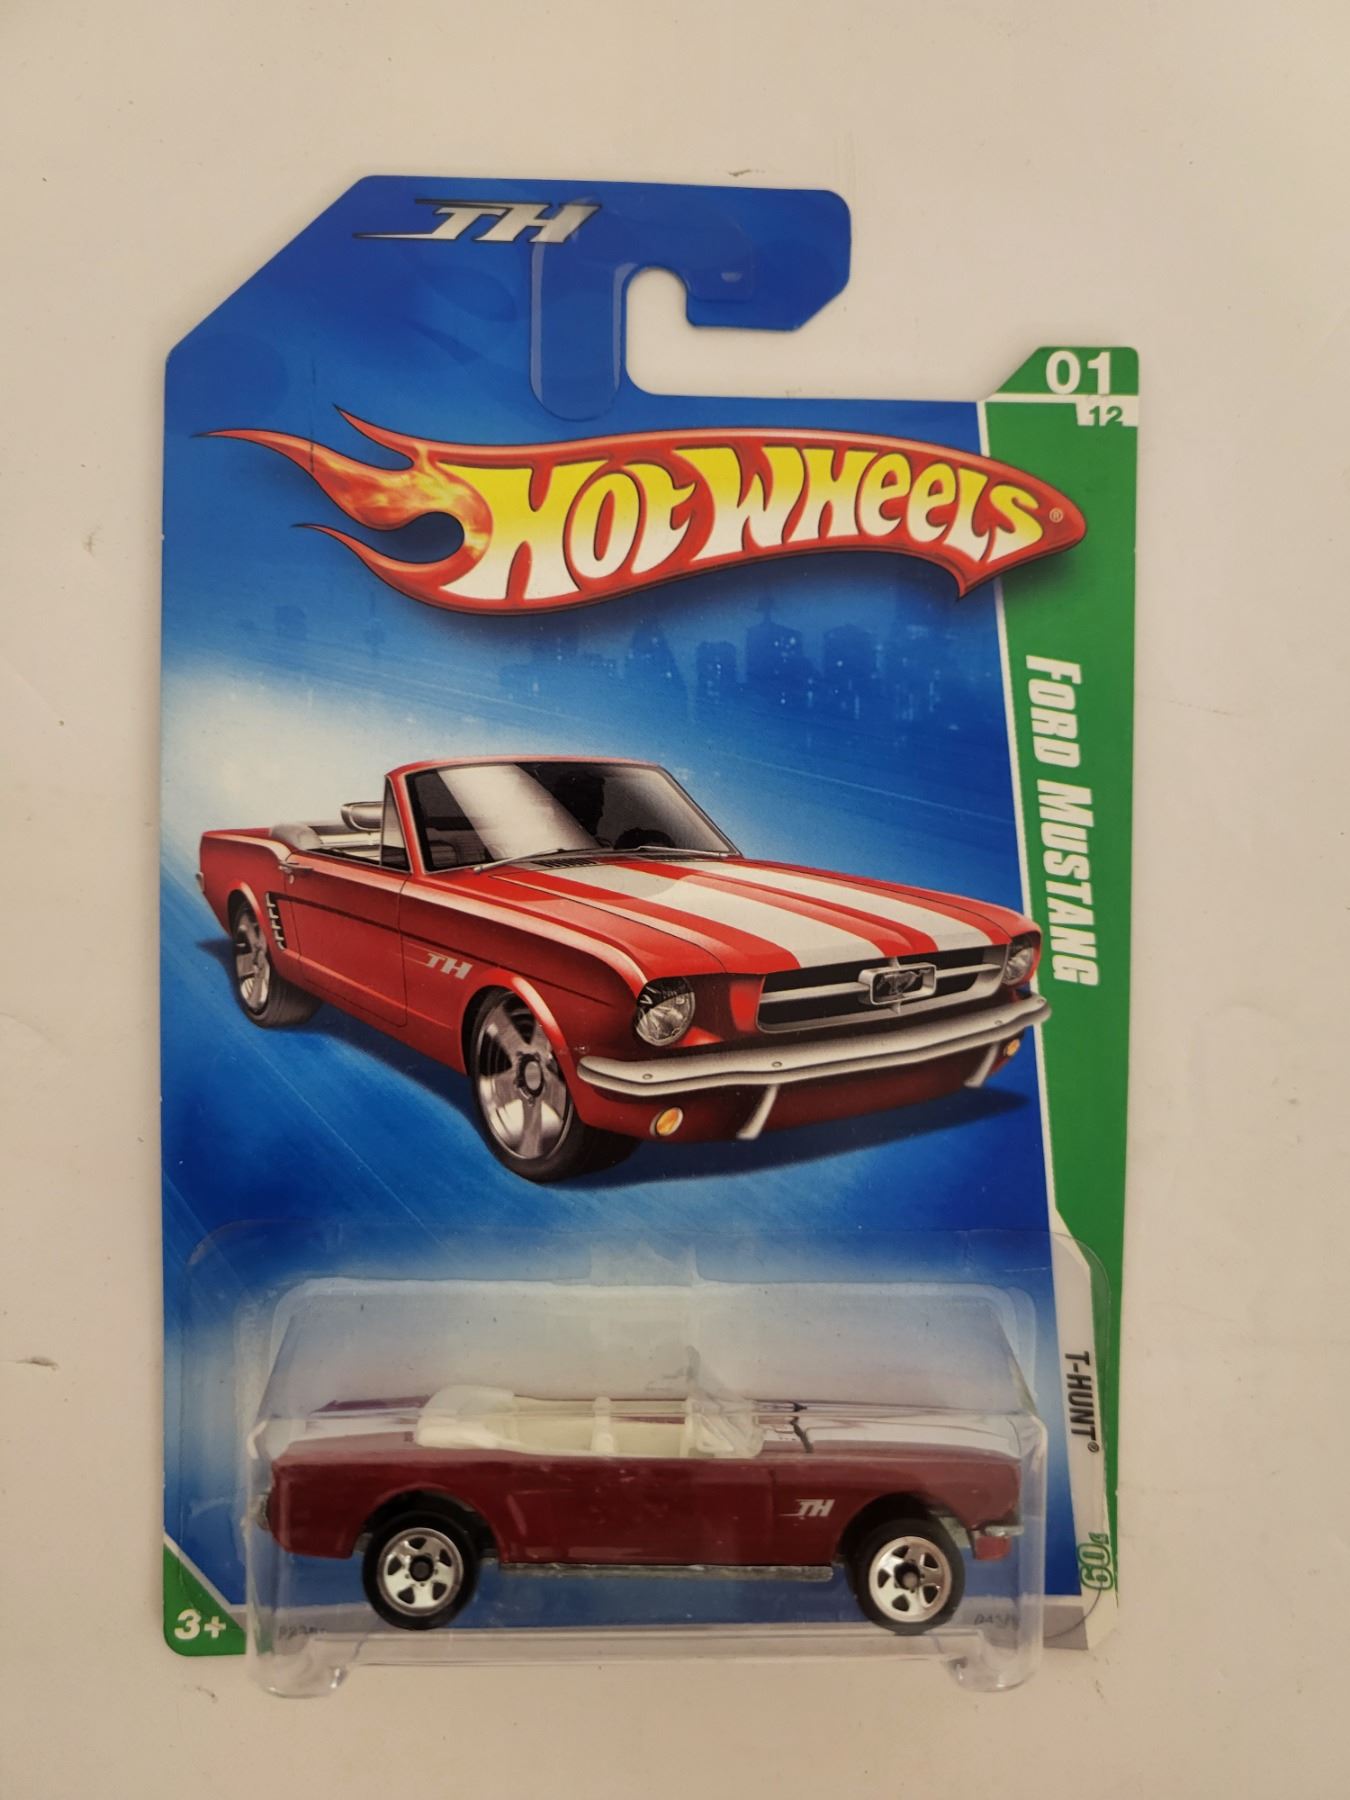 TH
01
12
HOT WHEELS®
FORD MUSTANG
TH
T-HUNT®
TH
09
3+